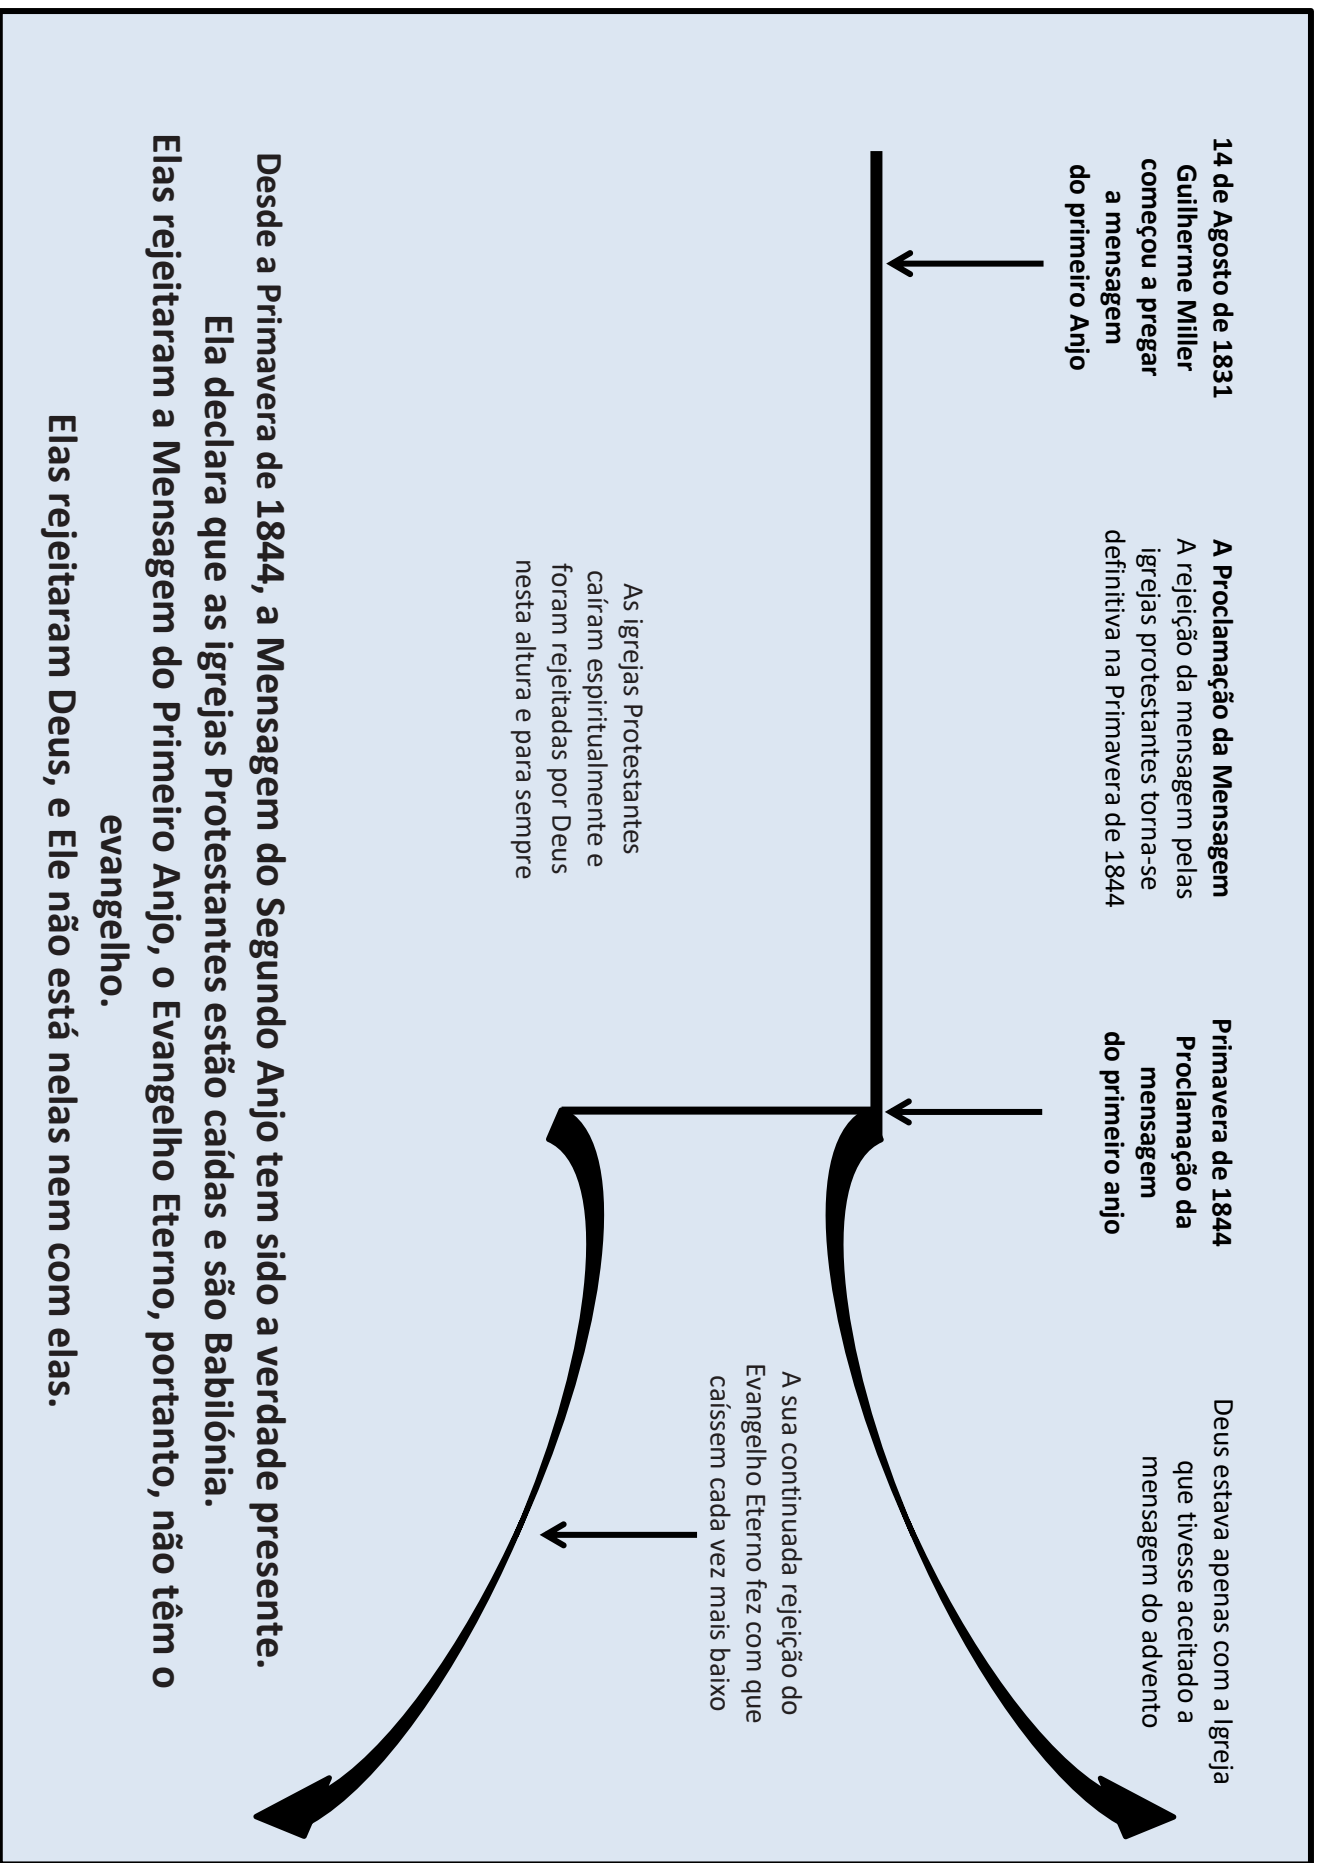 14 de Agosto de 1831
Guilherme Miller
começou a pregar
a mensagem
do primeiro Anjo
A Proclamação da Mensagem
A rejeição da mensagem pelas
igrejas protestantes torna-se
definitiva na Primavera de 1844
Primavera de 1844
Proclamação da
mensagem
do primeiro anjo
Deus estava apenas com a Igreja
que tivesse aceitado a
mensagem do advento
As igrejas Protestantes
caíram espiritualmente e
foram rejeitadas por Deus
nesta altura e para sempre
A sua continuada rejeição do
Evangelho Eterno fez com que
caíssem cada vez mais baixo
Desde a Primavera de 1844, a Mensagem do Segundo Anjo tem sido a verdade presente.
Ela declara que as igrejas Protestantes estão caídas e são Babilónia.
Elas rejeitaram a Mensagem do Primeiro Anjo, o Evangelho Eterno, portanto, não têm o
evangelho.
Elas rejeitaram Deus, e Ele não está nelas nem com elas.